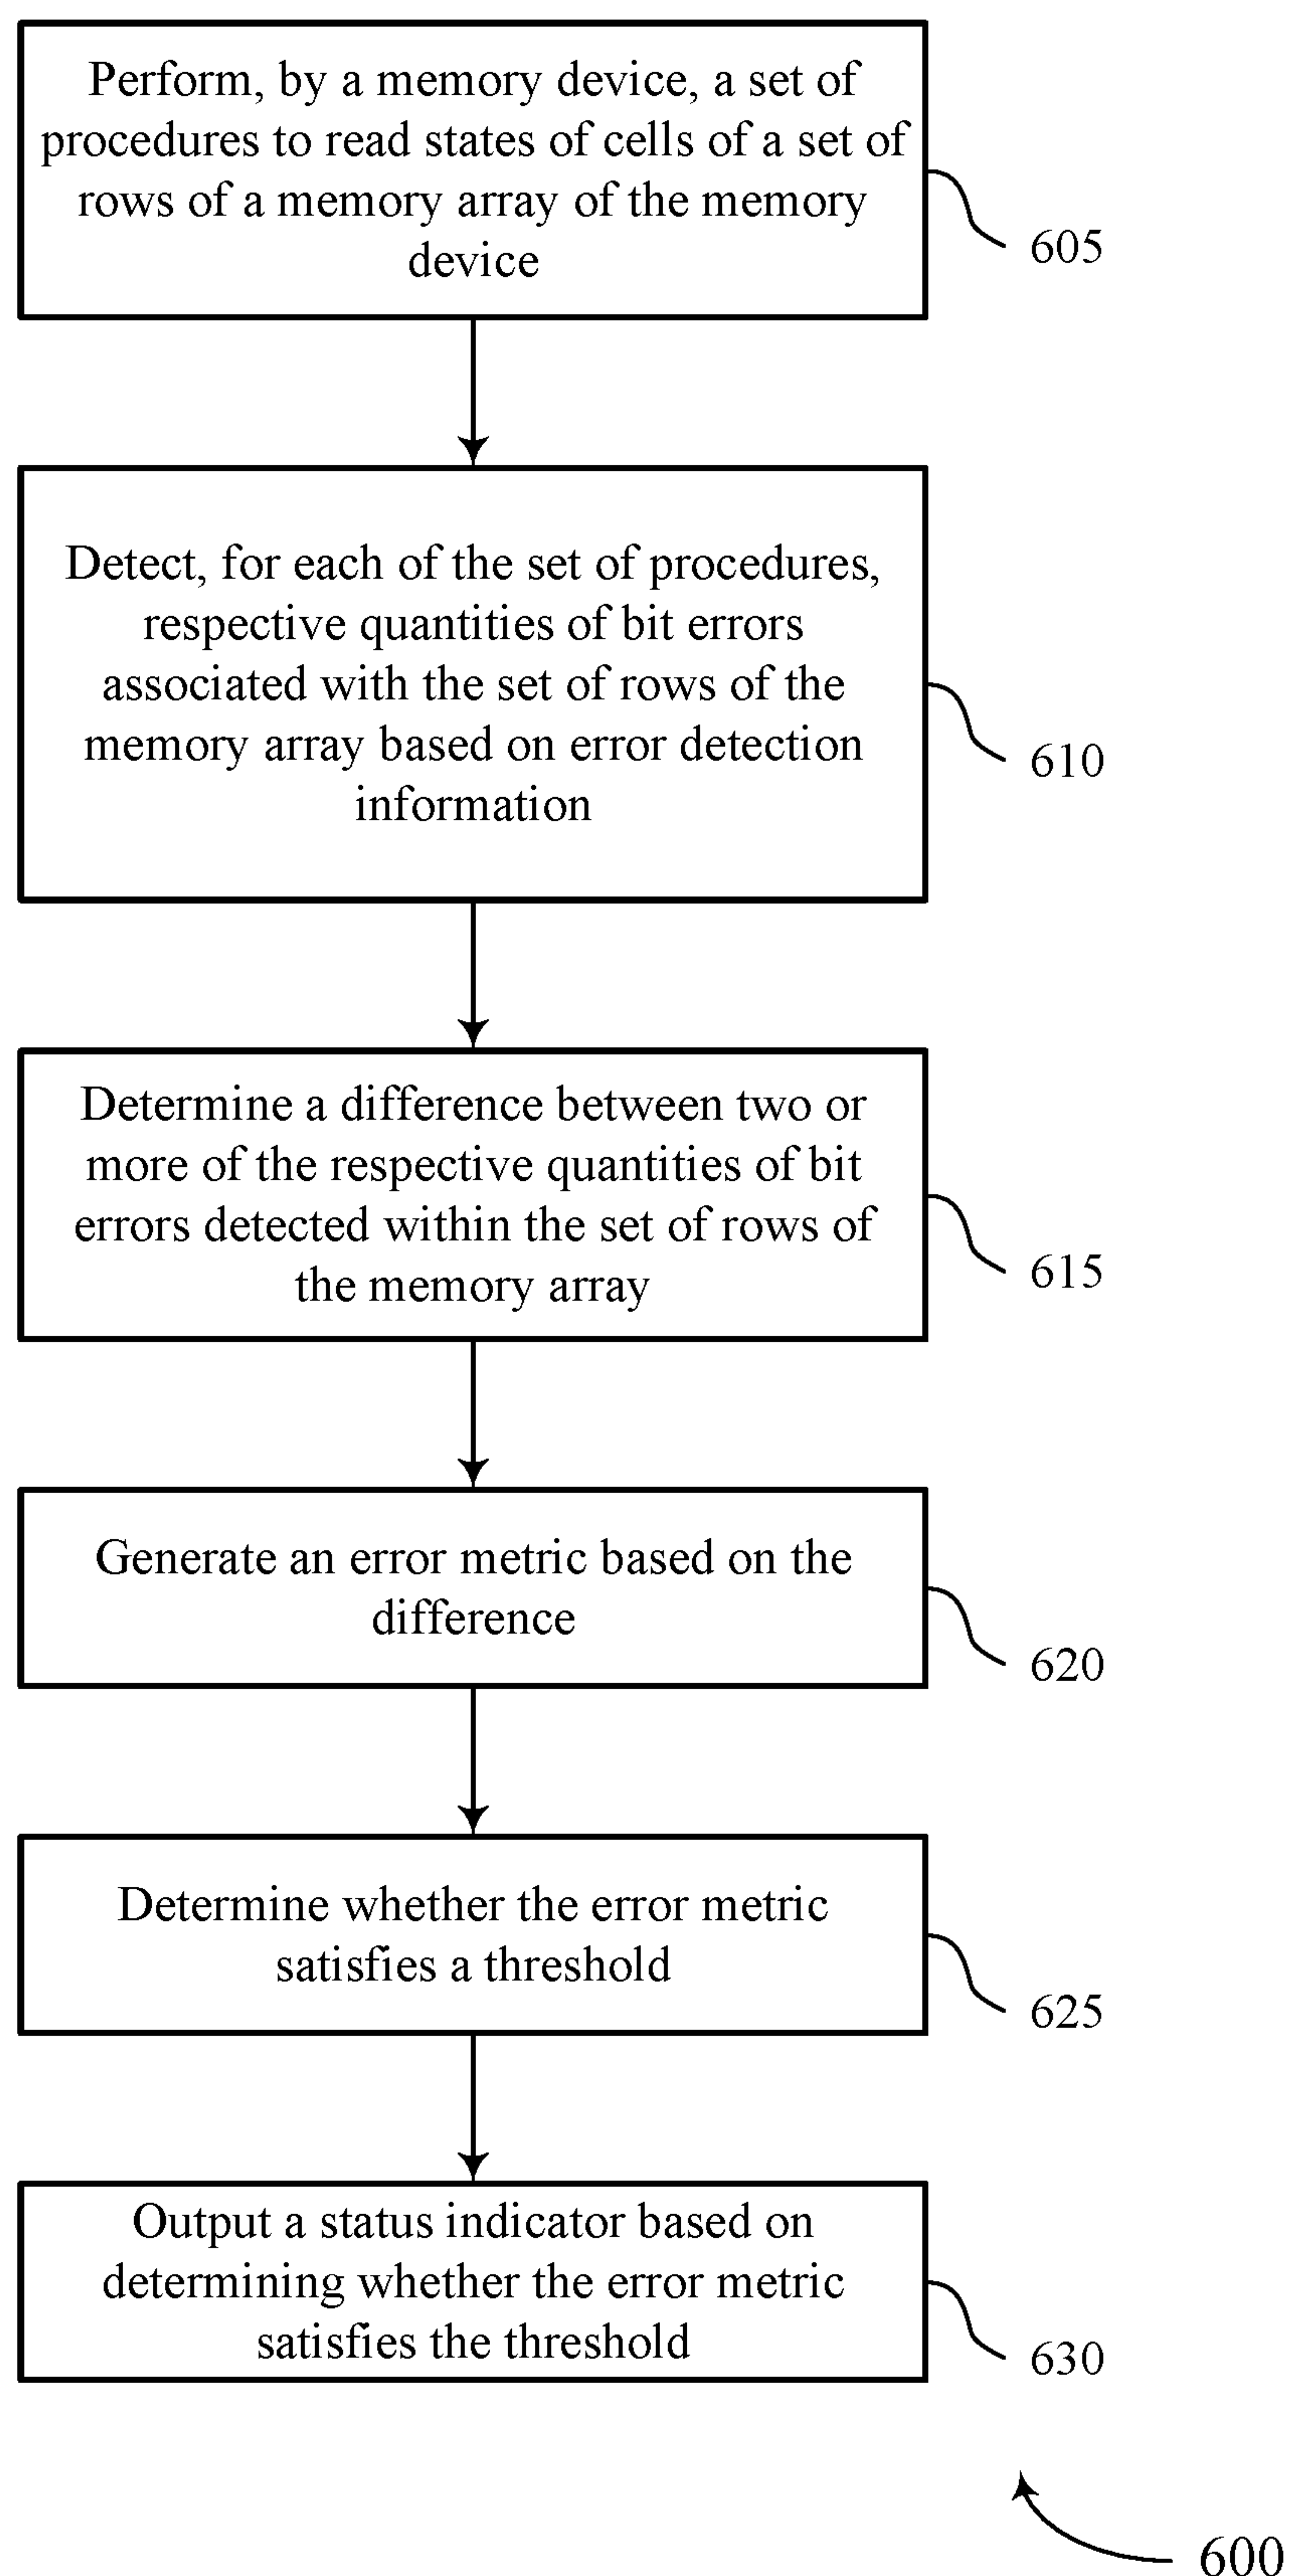 Perform, by a memory device, a set of
procedures to read states of cells of a set of
rows of a memory array of the memory
device
605
Detect, for each of the set of procedures,
respective quantities of bit errors
associated with the set of rows of the
memory array based on error detection
information
610
Determine a difference between two or
more of the respective quantities of bit
errors detected within the set of rows of
the memory array
615
Generate an error metric based on the
difference
620
Determine whether the error metric
satisfies a threshold
625
Output a status indicator based on
determining whether the error metric
satisfies the threshold
630
600